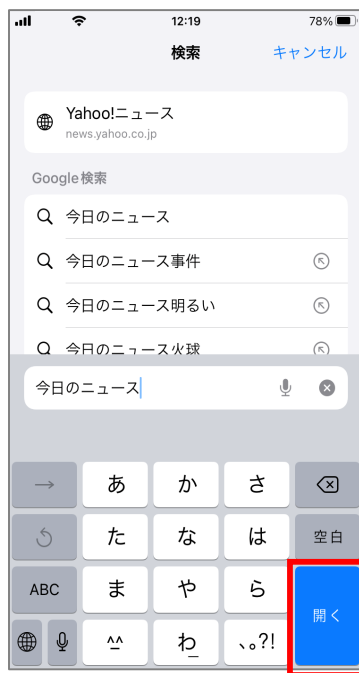 12:19 78%
検索 キャンセル
Yahoo!ニュース
news.yahoo.co.jp
Google検索
今日のニュース
今日のニュース事件
今日のニュース明るい
今日のニュース火球
今日のニュース
→ あ か さ
た な は 空白
ABC ま や ら 開く
^^ わ_ 、。?!